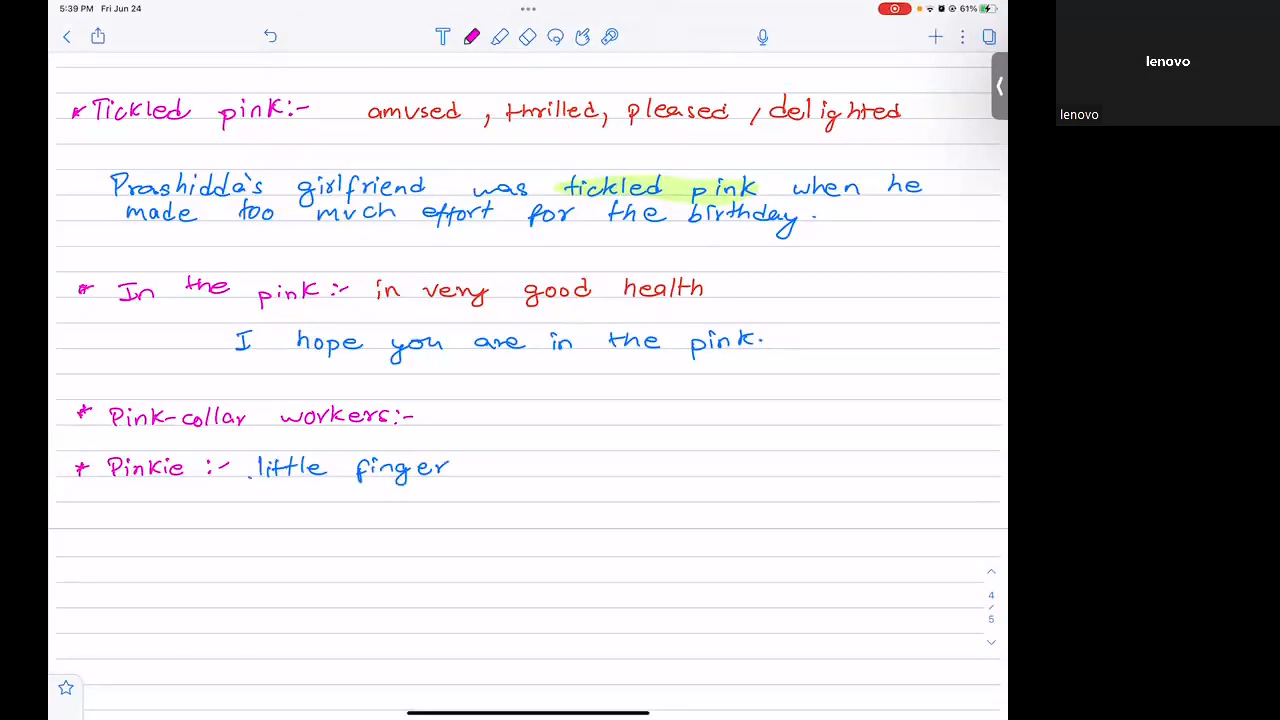 5:39 PM Fri Jun 24
61%
lenovo
lenovo
* Tickled pink:- amused, thrilled, pleased, delighted
Prashidda's girlfriend was tickled pink when he
made too much effort for the birthday.
* In the pink:- in very good health
I hope you are in the pink.
* Pink-collar workers:-
* Pinkie :- little finger
4
/
5